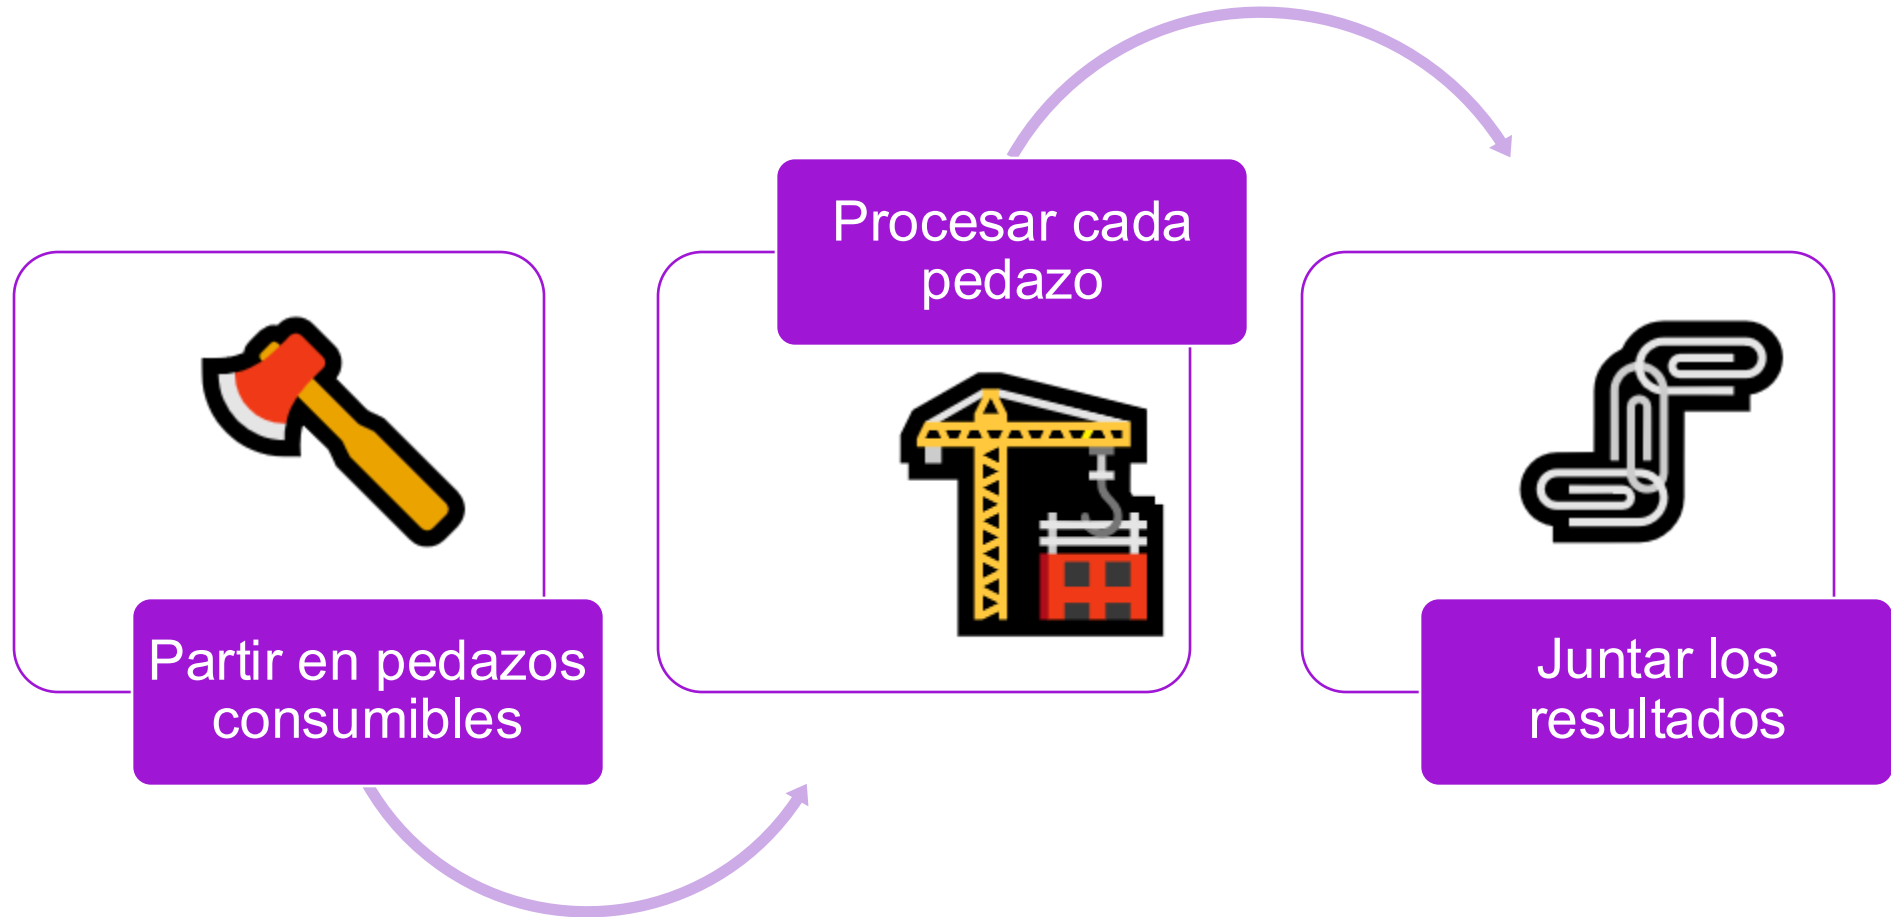 Partir en pedazos
consumibles
Procesar cada
pedazo
Juntar los
resultados